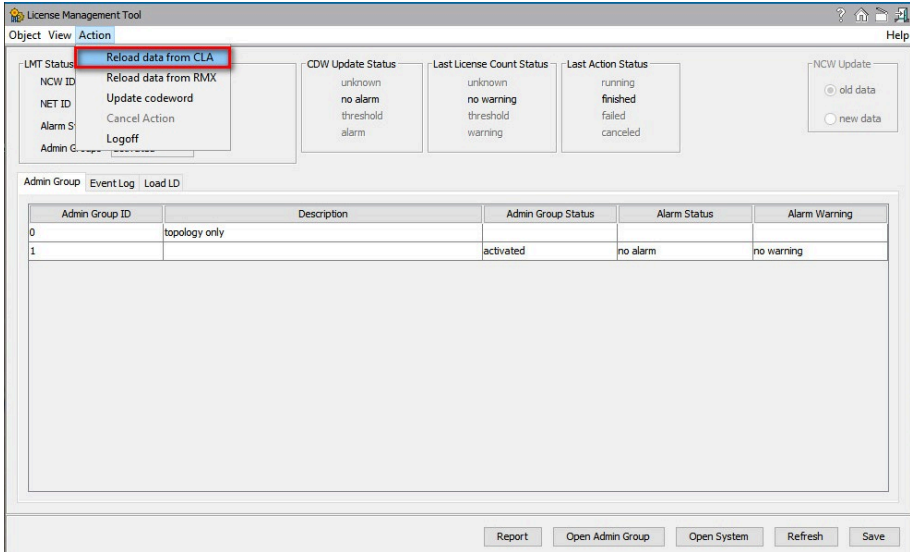 License Management Tool
Object View Action Help
Reload data from CLA
Reload data from RMX
Update codeword
Cancel Action
Logoff
LMT Status
NCW ID
NET ID
Alarm S
Admin G
CDW Update Status
unknown
no alarm
threshold
alarm
Last License Count Status
unknown
no warning
threshold
warning
Last Action Status
running
finished
failed
canceled
NCW Update
old data
new data
Admin Group Event Log Load LD
Admin Group ID Description Admin Group Status Alarm Status Alarm Warning
0 topology only
1 activated no alarm no warning
Report Open Admin Group Open System Refresh Save